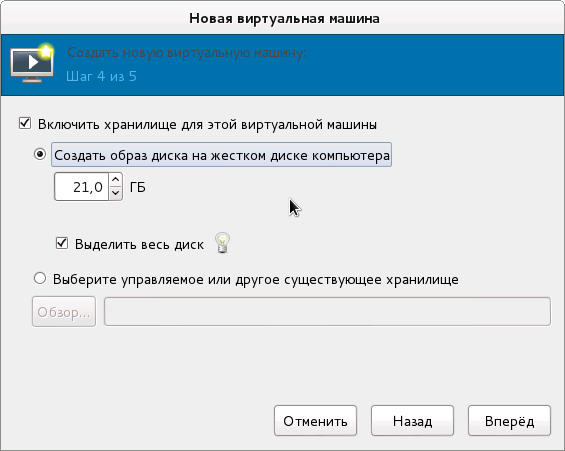 Новая виртуальная машина
Создать новую виртуальную машину:
Шаг 4 из 5
Включить хранилище для этой виртуальной машины
Создать образ диска на жестком диске компьютера
21,0 ГБ
Выделить весь диск
Выберите управляемое или другое существующее хранилище
Обзор...
Отменить Назад Вперёд